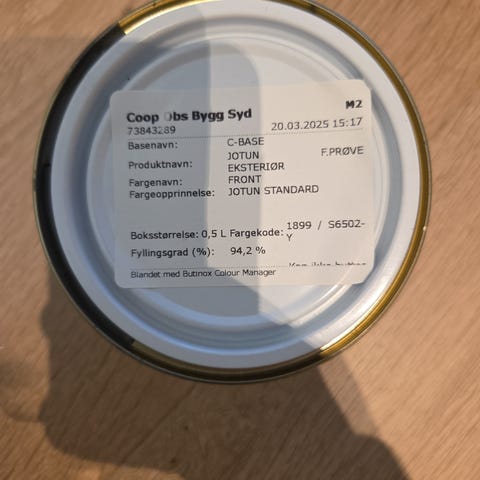 Coop Obs Bygg Syd M2
73843289 20.03.2025 15:17
Basenavn: C-BASE
Produktnavn: JOTUN F.PRØVE
EKSTERIØR
Fargenavn: FRONT
Fargeopprinnelse: JOTUN STANDARD
Boksstørrelse: 0,5 L Fargekode: 1899 / S6502-
Y
Fyllingsgrad (%): 94,2 %
Blandet med Butinox Colour Manager